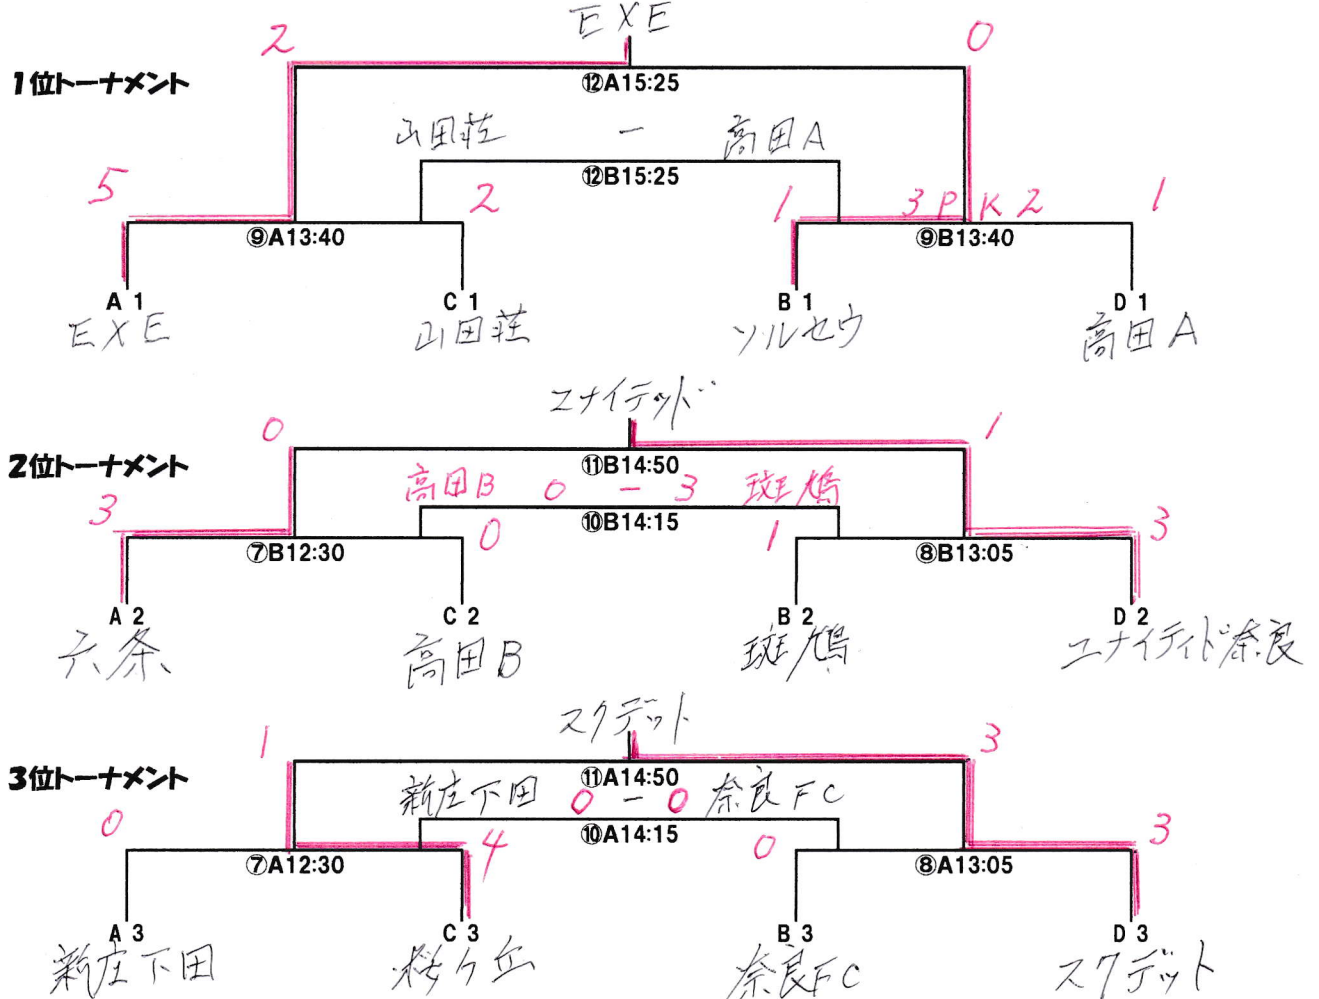 EXE
2 0
1位トーナメント
⑫A15:25
山田荘 - 高田A
⑫B15:25
5 2 1 3 PK 2 1
⑨A13:40 ⑨B13:40
A 1 C 1 B 1 D 1
EXE 山田荘 ソルセウ 高田A
ユナイテッド
0 1
2位トーナメント
⑪B14:50
高田B 0 - 3 斑鳩
⑩B14:15
3 0 1 3
⑦B12:30 ⑧B13:05
A 2 C 2 B 2 D 2
六条 高田B 斑鳩 ユナイティド奈良
スクデット
1 3
3位トーナメント
⑪A14:50
新庄下田 0 - 0 奈良FC
⑩A14:15
0 4 0 3
⑦A12:30 ⑧A13:05
A 3 C 3 B 3 D 3
新庄下田 桜ケ丘 奈良FC スクデット